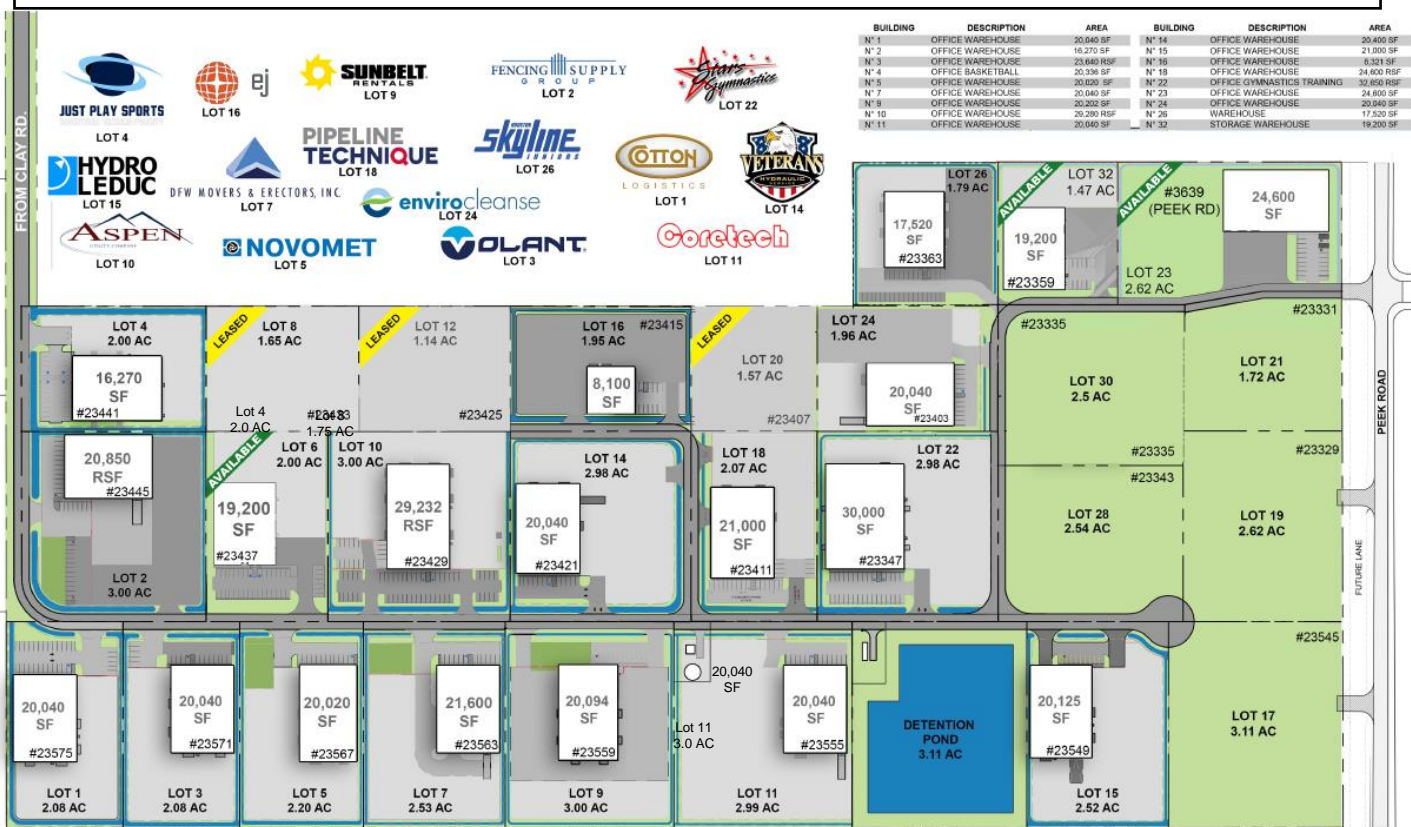 JUST PLAY SPORTS
LOT 4
ej
LOT 16
SUNBELT
RENTALS
LOT 9
FENCING SUPPLY
GROUP
LOT 2
Stars
Gymnastics
LOT 22
HYDRO
LEDUC
LOT 15
DFW MOVERS & ERECTORS, INC.
LOT 7
PIPELINE
TECHNIQUE
LOT 18
SKYLINE
JUNIORS
LOT 26
COTTON
LOGISTICS
LOT 1
VETERANS
HYDRAULIC
LOT 14
ASPEN
LOT 10
NOVOMET
LOT 5
envirocleanse
LOT 24
VOLANT
LOT 3
Coretech
LOT 11
BUILDING DESCRIPTION AREA BUILDING DESCRIPTION AREA
N° 1 OFFICE WAREHOUSE 20,040 SF N° 14 OFFICE WAREHOUSE 20,400 SF
N° 2 OFFICE WAREHOUSE 16,270 SF N° 15 OFFICE WAREHOUSE 21,000 SF
N° 3 OFFICE WAREHOUSE 23,640 RSF N° 16 OFFICE WAREHOUSE 6,321 SF
N° 4 OFFICE BASKETBALL 20,336 SF N° 18 OFFICE WAREHOUSE 24,600 RSF
N° 5 OFFICE WAREHOUSE 20,020 SF N° 22 OFFICE GYMNASTICS TRAINING 32,650 RSF
N° 7 OFFICE WAREHOUSE 20,040 SF N° 23 OFFICE WAREHOUSE 24,600 SF
N° 9 OFFICE WAREHOUSE 20,202 SF N° 24 OFFICE WAREHOUSE 20,040 SF
N° 10 OFFICE WAREHOUSE 29,280 RSF N° 26 WAREHOUSE 17,520 SF
N° 11 OFFICE WAREHOUSE 20,040 SF N° 32 STORAGE WAREHOUSE 19,200 SF
FROM CLAY RD.
LOT 26
1.79 AC
17,520
SF
#23363
AVAILABLE
LOT 32
1.47 AC
19,200
SF
#23359
AVAILABLE
#3639
(PEEK RD)
24,600
SF
LOT 23
2.62 AC
LOT 4
2.00 AC
16,270
SF
#23441
LEASED
LOT 8
1.65 AC
Lot 4
2.0 AC
Lot 8
1.75 AC
LEASED
LOT 12
1.14 AC
#23425
LOT 16
1.95 AC
#23415
8,100
SF
LEASED
LOT 20
1.57 AC
#23407
LOT 24
1.96 AC
20,040
SF
#23403
#23335
LOT 30
2.5 AC
#23335
#23331
LOT 21
1.72 AC
PEEK ROAD
20,850
RSF
#23445
LOT 2
3.00 AC
AVAILABLE
LOT 6
2.00 AC
19,200
SF
#23437
LOT 10
3.00 AC
29,232
RSF
#23429
LOT 14
2.98 AC
20,040
SF
#23421
LOT 18
2.07 AC
21,000
SF
#23411
LOT 22
2.98 AC
30,000
SF
#23347
#23343
LOT 28
2.54 AC
#23329
LOT 19
2.62 AC
FUTURE LANE
20,040
SF
#23575
LOT 1
2.08 AC
20,040
SF
#23571
LOT 3
2.08 AC
20,020
SF
#23567
LOT 5
2.20 AC
21,600
SF
#23563
LOT 7
2.53 AC
20,094
SF
#23559
LOT 9
3.00 AC
20,040
SF
Lot 11
3.0 AC
20,040
SF
#23555
LOT 11
2.99 AC
DETENTION
POND
3.11 AC
20,125
SF
#23549
LOT 15
2.52 AC
#23545
LOT 17
3.11 AC